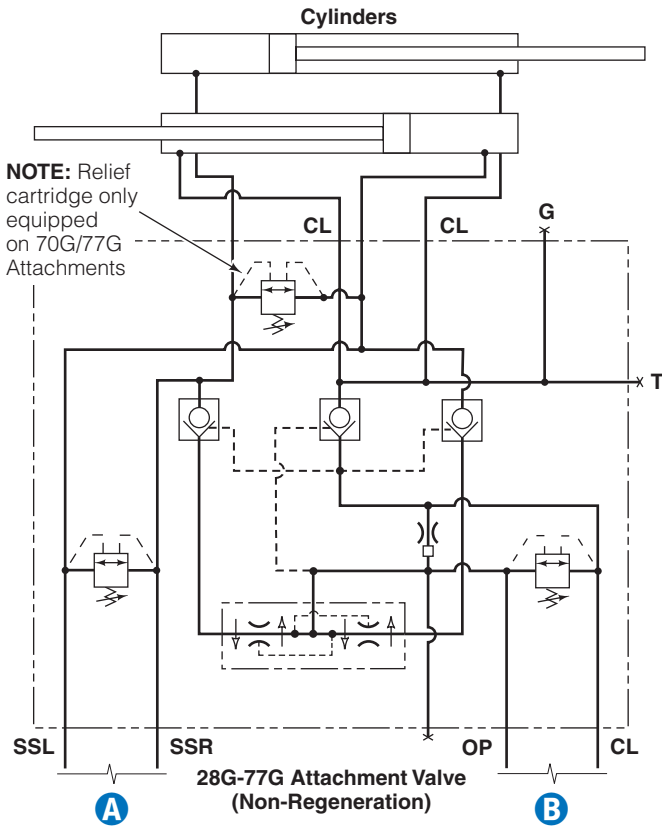 Cylinders
NOTE: Relief
cartridge only
equipped
on 70G/77G
Attachments
CL
CL
G
T
SSL
SSR
OP
CL
28G-77G Attachment Valve
(Non-Regeneration)
A
B